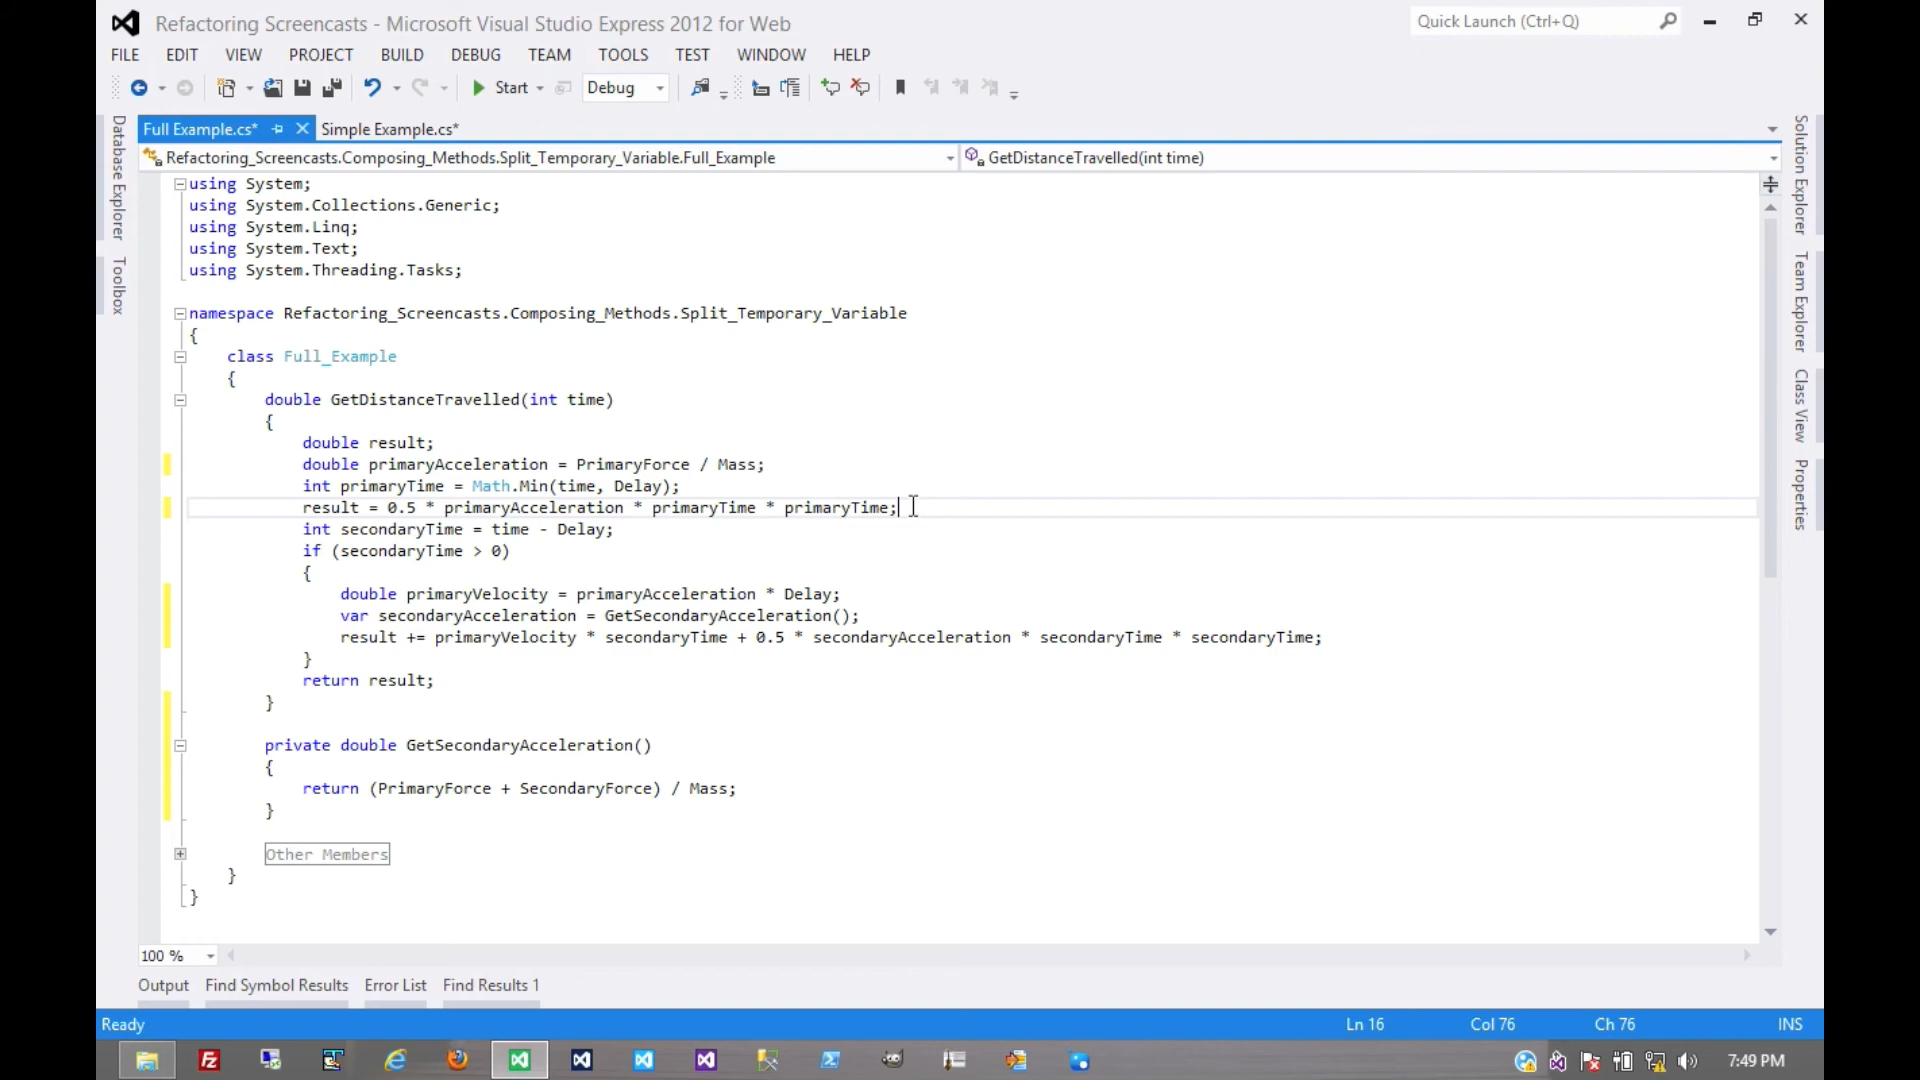 Refactoring Screencasts - Microsoft Visual Studio Express 2012 for Web
Quick Launch (Ctrl+Q)
FILE EDIT VIEW PROJECT BUILD DEBUG TEAM TOOLS TEST WINDOW HELP
Start Debug
Database Explorer
Toolbox
Full Example.cs* Simple Example.cs*
Refactoring_Screencasts.Composing_Methods.Split_Temporary_Variable.Full_Example GetDistanceTravelled(int time)
using System;
using System.Collections.Generic;
using System.Linq;
using System.Text;
using System.Threading.Tasks;
namespace Refactoring_Screencasts.Composing_Methods.Split_Temporary_Variable
{
class Full_Example
{
double GetDistanceTravelled(int time)
{
double result;
double primaryAcceleration = PrimaryForce / Mass;
int primaryTime = Math.Min(time, Delay);
result = 0.5 * primaryAcceleration * primaryTime * primaryTime;
int secondaryTime = time - Delay;
if (secondaryTime > 0)
{
double primaryVelocity = primaryAcceleration * Delay;
var secondaryAcceleration = GetSecondaryAcceleration();
result += primaryVelocity * secondaryTime + 0.5 * secondaryAcceleration * secondaryTime * secondaryTime;
}
return result;
}
private double GetSecondaryAcceleration()
{
return (PrimaryForce + SecondaryForce) / Mass;
}
Other Members
}
}
Solution Explorer
Team Explorer
Class View
Properties
100 %
Output Find Symbol Results Error List Find Results 1
Ready Ln 16 Col 76 Ch 76 INS
7:49 PM